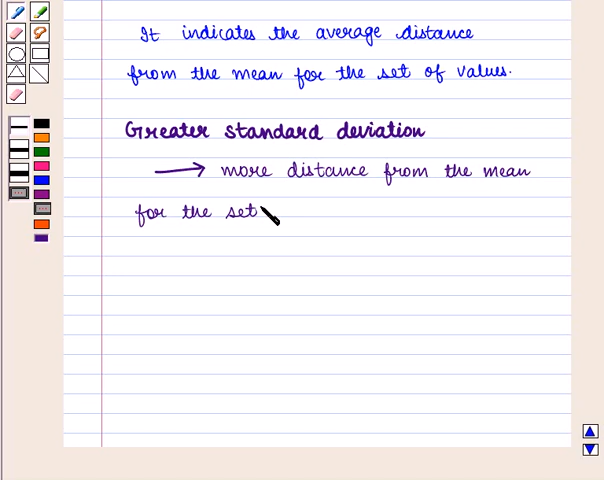 It indicates the average distance
from the mean for the set of values.
Greater standard deviation
→ more distance from the mean
for the set